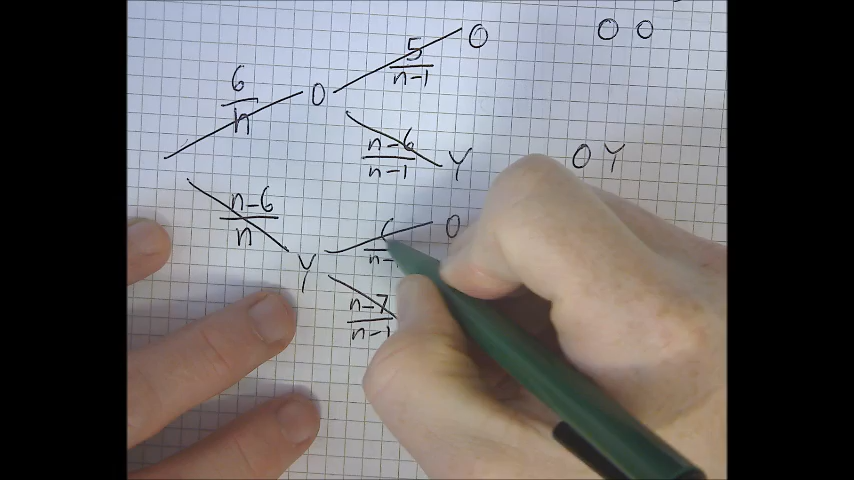 6/n O 5/n-1 O O O
n-6/n-1 Y O Y
n-6/n Y n- O
n-7/n-1